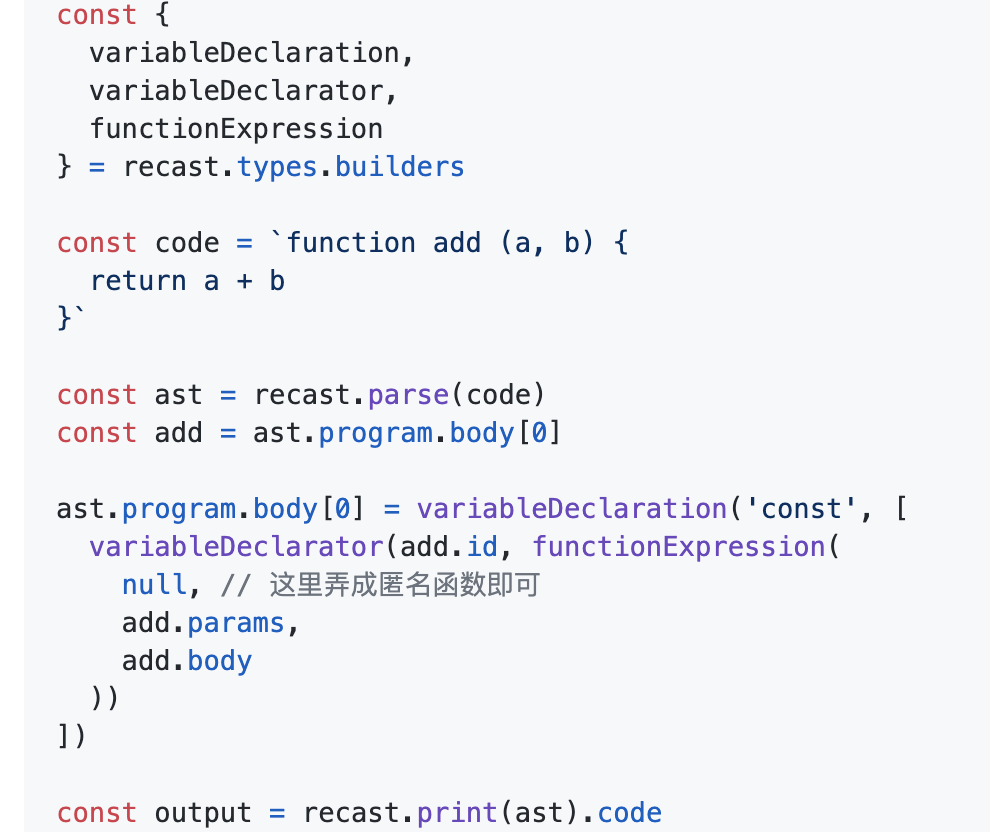 const {
  variableDeclaration,
  variableDeclarator,
  functionExpression
} = recast.types.builders

const code = `function add (a, b) {
  return a + b
}`

const ast = recast.parse(code)
const add = ast.program.body[0]

ast.program.body[0] = variableDeclaration('const', [
  variableDeclarator(add.id, functionExpression(
    null, // 这里弄成匿名函数即可
    add.params,
    add.body
  ))
])

const output = recast.print(ast).code